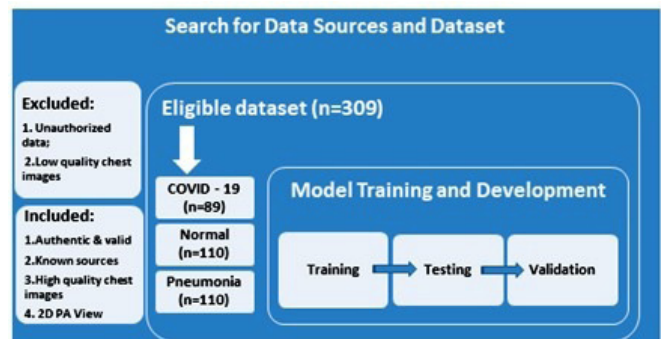 Search for Data Sources and Dataset
Excluded:
1. Unauthorized
data;
2.Low quality chest
images
Included:
1.Authentic & valid
2.Known sources
3.High quality chest
images
4. 2D PA View
Eligible dataset (n=309)
COVID - 19
(n=89)
Normal
(n=110)
Pneumonia
(n=110)
Model Training and Development
Training
Testing
Validation